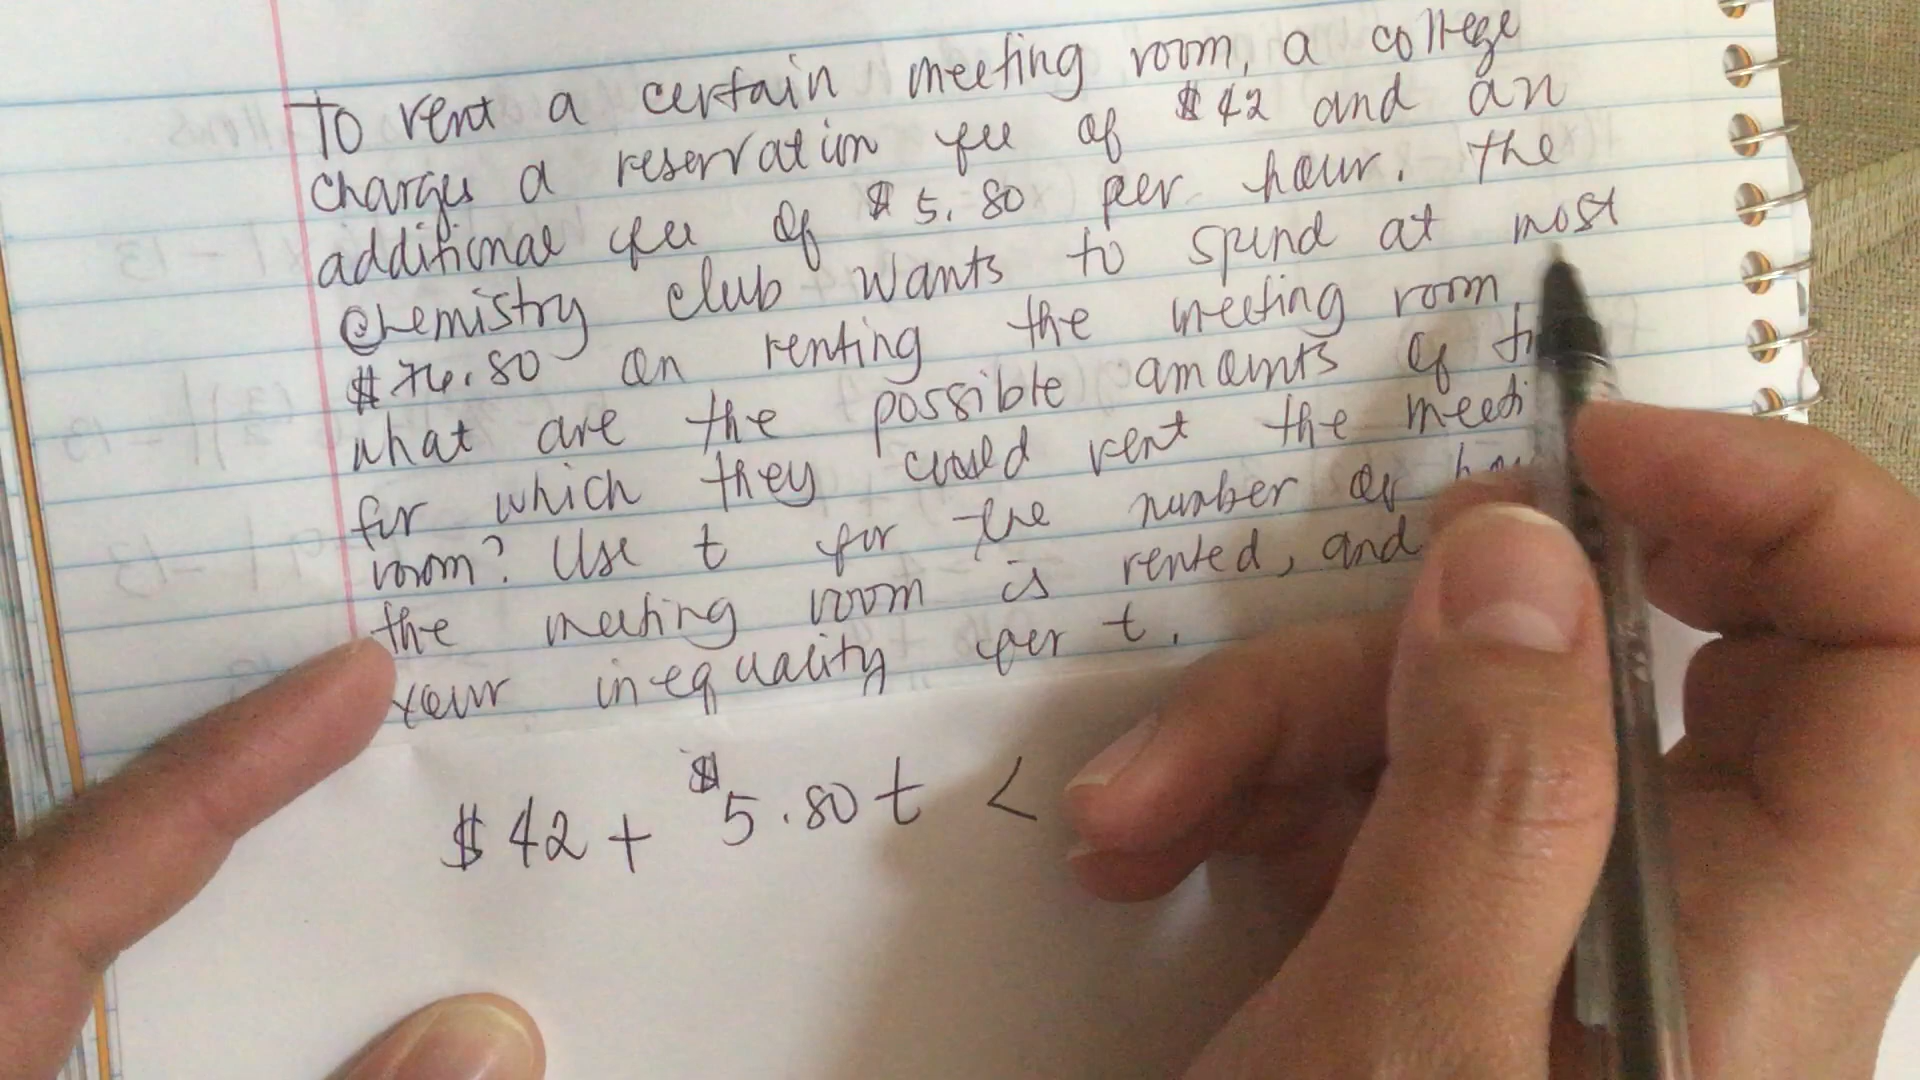 To rent a certain meeting room, a college
charges a reservation fee of $42 and an
additional fee of $5.80 per hour. The
chemistry club wants to spend at most
$76.80 on renting the meeting room.
what are the possible amounts of
for which they could rent the
room? Use t for the number of
the meeting room is rented, and
your inequality for t.
$42 + $5.80t <